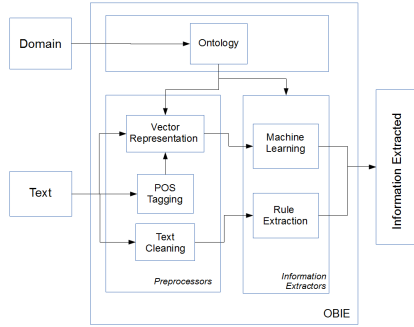 Domain
Ontology
Vector
Representation
Machine
Learning
Text
POS
Tagging
Rule
Extraction
Text
Cleaning
Preprocessors
Information
Extractors
OBIE
Information Extracted